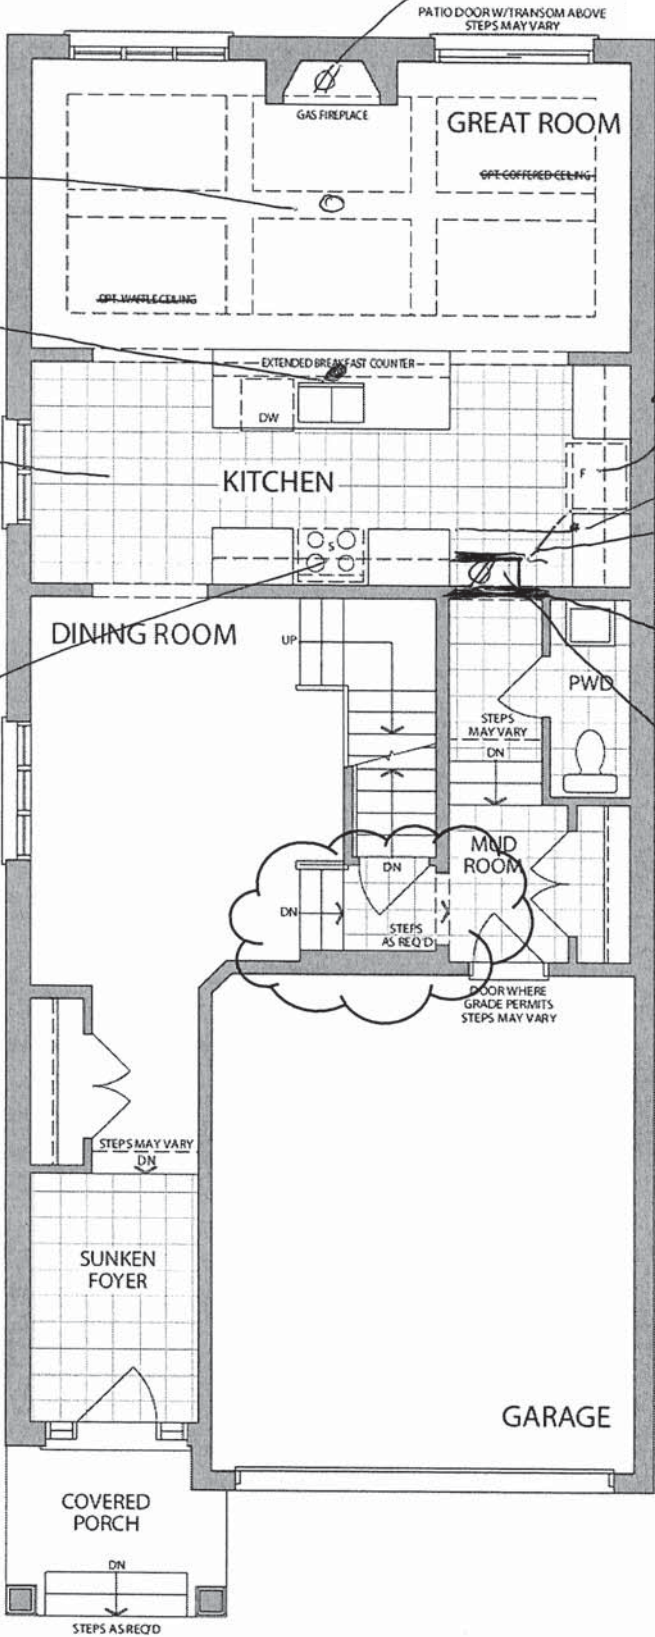 PATIO DOOR W/TRANSOM ABOVE
STEPS MAY VARY
GAS FIREPLACE
GREAT ROOM
OPT. COFFERED CEILING
OPT. WAFFLE CEILING
EXTENDED BREAKFAST COUNTER
DW
KITCHEN
F
S
DINING ROOM
UP
PWD
STEPS
MAY VARY
DN
MUD
ROOM
DN
DN
STEPS
AS REQ'D
DOOR WHERE
GRADE PERMITS
STEPS MAY VARY
STEPS MAY VARY
DN
SUNKEN
FOYER
GARAGE
COVERED
PORCH
DN
STEPS AS REQ'D